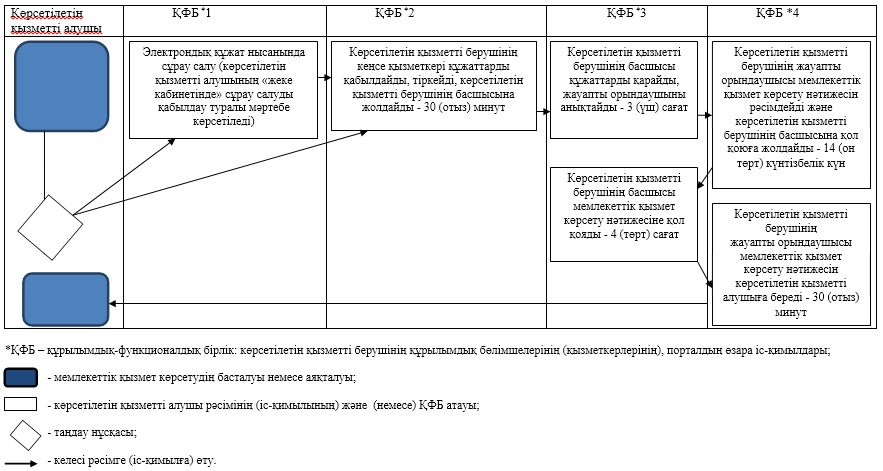 Көрсетілетін
қызметті алушы
ҚФБ *1
ҚФБ *2
ҚФБ *3
ҚФБ *4
Электрондық құжат нысанында
сұрау салу (көрсетілетін
қызметті алушының «жеке
кабинетінде» сұрау салуды
қабылдау туралы мәртебе
көрсетіледі)
Көрсетілетін қызметті берушінің
кеңсе қызметкері құжаттарды
қабылдайды, тіркейді, көрсетілетін
қызметті берушінің басшысына
жолдайды - 30 (отыз) минут
Көрсетілетін қызметті
берушінің басшысы
құжаттарды қарайды,
жауапты орындаушыны
анықтайды - 3 (үш) сағат
Көрсетілетін қызметті
берушінің жауапты
орындаушысы мемлекеттік
қызмет көрсету нәтижесін
рәсімдейді және
көрсетілетін қызметті
берушінің басшысына қол
қоюға жолдайды - 14 (он
төрт) күнтізбелік күн
Көрсетілетін қызметті
берушінің басшысы
мемлекеттік қызмет
көрсету нәтижесіне қол
қояды - 4 (төрт) сағат
Көрсетілетін қызметті
берушінің
жауапты орындаушысы
мемлекеттік қызмет
көрсету нәтижесін
көрсетілетін қызметті
алушыға береді - 30 (отыз)
минут
*ҚФБ – құрылымдық-функционалдық бірлік: көрсетілетін қызметті берушінің құрылымдық бөлімшелерінің (қызметкерлерінің), порталдың өзара іс-қимылдары;
- мемлекеттік қызмет көрсетудің басталуы немесе аяқталуы;
- көрсетілетін қызметті алушы рәсімінің (іс-қимылының) және (немесе) ҚФБ атауы;
- таңдау нұсқасы;
- келесі рәсімге (іс-қимылға) өту.